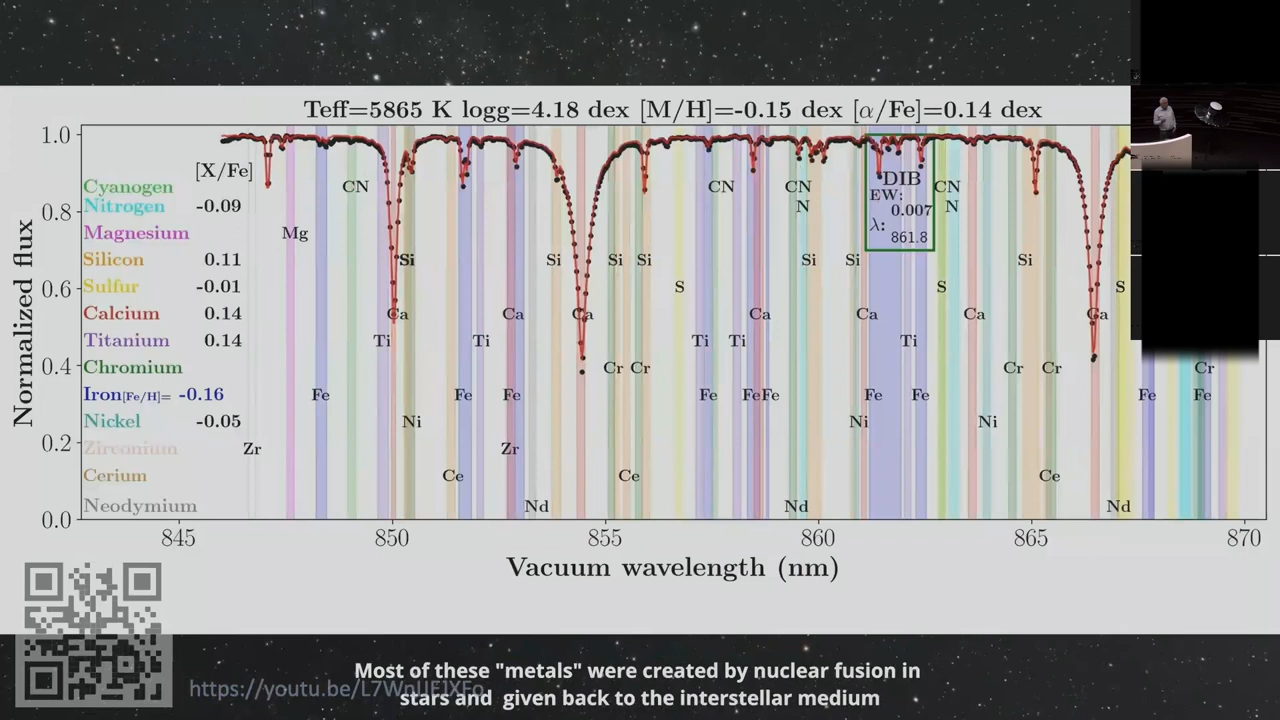 Teff=5865 K logg=4.18 dex [M/H]=-0.15 dex [α/Fe]=0.14 dex
Normalized flux
1.0
0.8
0.6
0.4
0.2
0.0
[X/Fe]
Cyanogen
Nitrogen -0.09
Magnesium
Silicon 0.11
Sulfur -0.01
Calcium 0.14
Titanium 0.14
Chromium
Iron[Fe/H]= -0.16
Nickel -0.05
Zirconium
Cerium
Neodymium
CN CN CN CN
N N
Mg
Si Si Si Si Si Si Si
S S S
Ca Ca Ca Ca Ca Ca Ca
Ti Ti Ti Ti Ti
Cr Cr Cr Cr Cr
Fe Fe Fe Fe Fe Fe Fe Fe Fe Fe
Ni Ni Ni Ni
Zr Zr
Ce Ce Ce
Nd Nd Nd
DIB
EW:
0.007
λ:
861.8
845 850 855 860 865 870
Vacuum wavelength (nm)
Most of these "metals" were created by nuclear fusion in
stars and given back to the interstellar medium